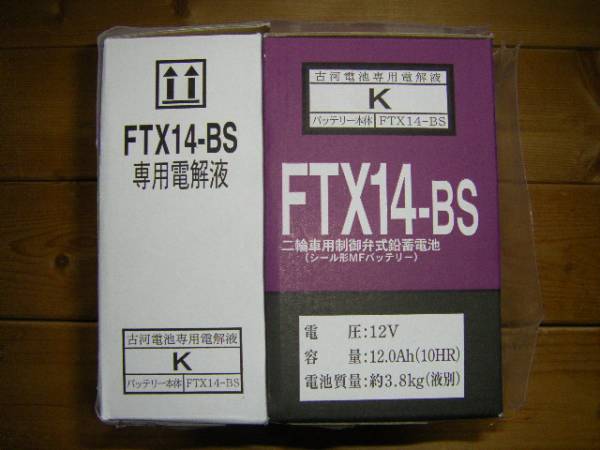 FTX14-BS
専用電解液
古河電池専用電解液
K
バッテリー本体 FTX14-BS
古河電池専用電解液
K
バッテリー本体 FTX14-BS
FTX14-BS
二輪車用制御弁式鉛蓄電池
(シール形MFバッテリー)
電 圧:12V
容 量:12.0Ah(10HR)
電池質量:約3.8kg(液別)